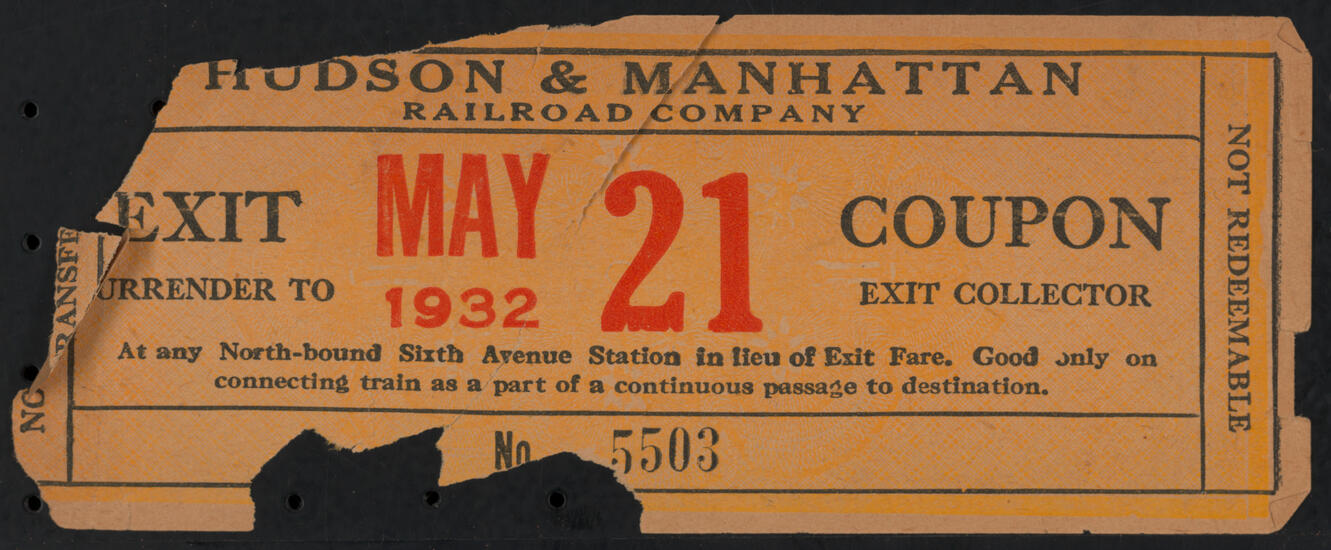 HUDSON & MANHATTAN
RAILROAD COMPANY
EXIT MAY 21 COUPON
URRENDER TO 1932 EXIT COLLECTOR
At any North-bound Sixth Avenue Station in lieu of Exit Fare. Good only on
connecting train as a part of a continuous passage to destination.
No 5503
NOT REDEEMABLE